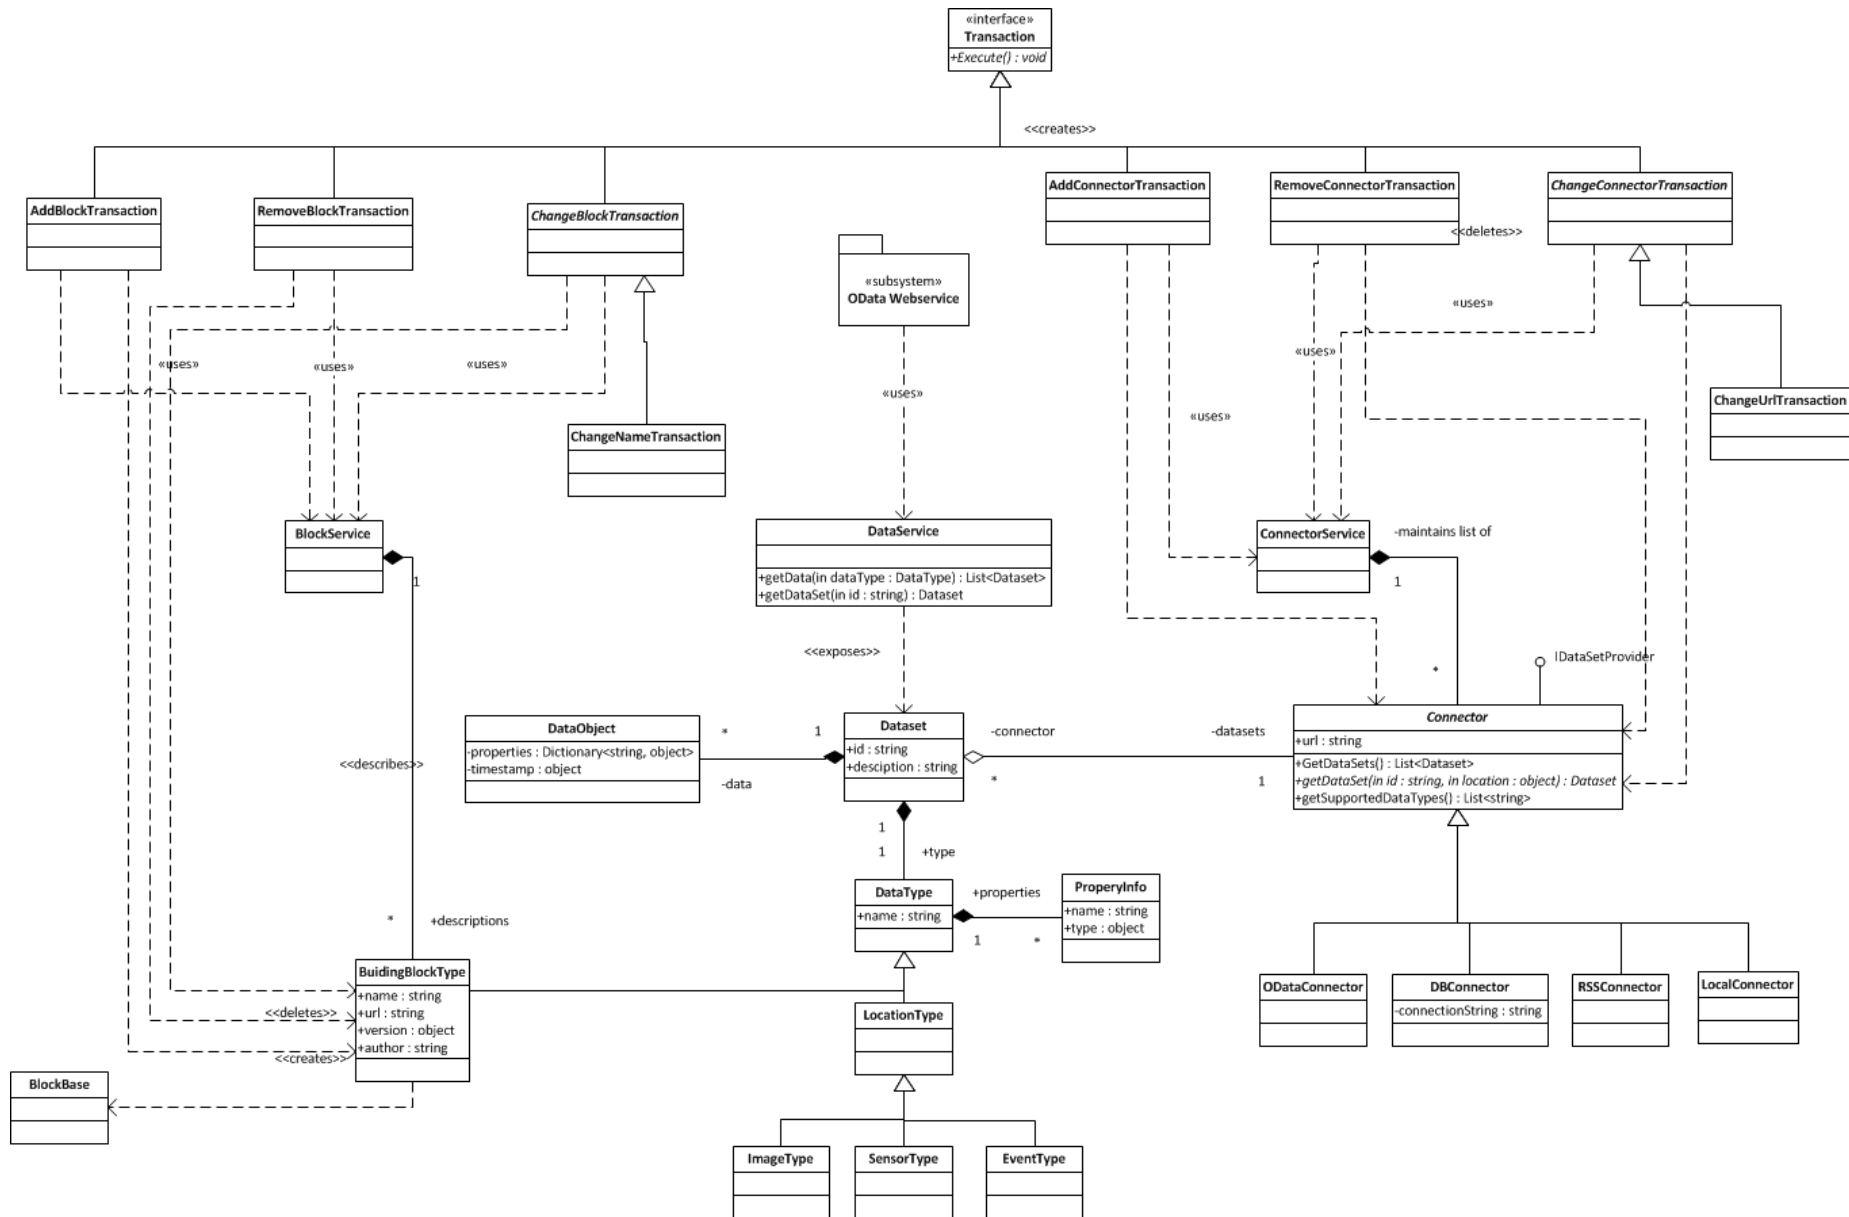 «interface»
Transaction
+Execute() : void
<<creates>>
AddBlockTransaction
RemoveBlockTransaction
ChangeBlockTransaction
AddConnectorTransaction
RemoveConnectorTransaction
ChangeConnectorTransaction
<<deletes>>
«subsystem»
OData Webservice
«uses»
«uses»
«uses»
«uses»
«uses»
«uses»
«uses»
«uses»
ChangeNameTransaction
ChangeUrlTransaction
BlockService
1
DataService
+getData(in dataType : DataType) : List<Dataset>
+getDataSet(in id : string) : Dataset
ConnectorService
-maintains list of
1
<<exposes>>
IDataSetProvider
*
DataObject
-properties : Dictionary<string, object>
-timestamp : object
*
1
-data
Dataset
+id : string
+desciption : string
-connector
-datasets
*
1
Connector
+url : string
+GetDataSets() : List<Dataset>
+getDataSet(in id : string, in location : object) : Dataset
+getSupportedDataTypes() : List<string>
<<describes>>
1
1
+type
DataType
+name : string
+properties
1
*
ProperyInfo
+name : string
+type : object
*
+descriptions
BuidingBlockType
+name : string
+url : string
+version : object
+author : string
<<deletes>>
<<creates>>
BlockBase
LocationType
ODataConnector
DBConnector
-connectionString : string
RSSConnector
LocalConnector
ImageType
SensorType
EventType